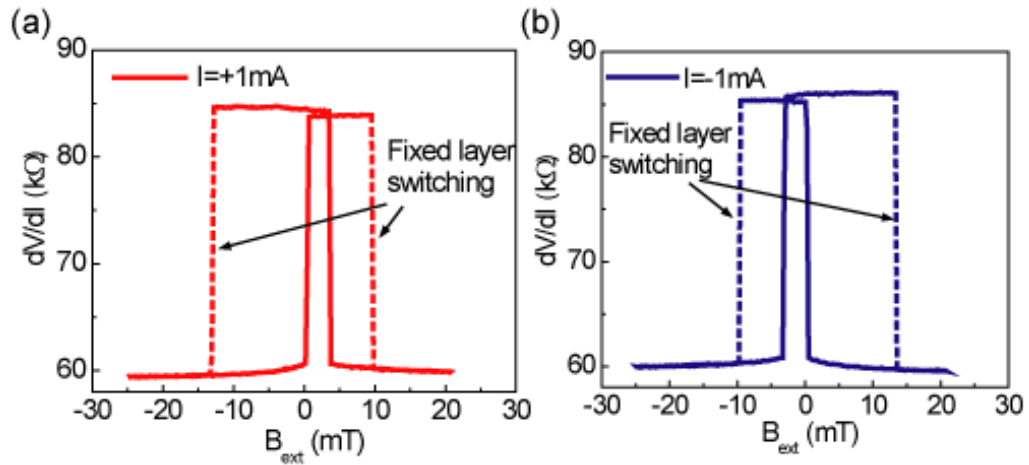 (a)
90
80
70
60
dV/dI (kΩ)
I=+1mA
Fixed layer
switching
-30 -20 -10 0 10 20 30
B_ext (mT)
(b)
90
80
70
60
dV/dI (kΩ)
I=-1mA
Fixed layer
switching
-30 -20 -10 0 10 20 30
B_ext (mT)